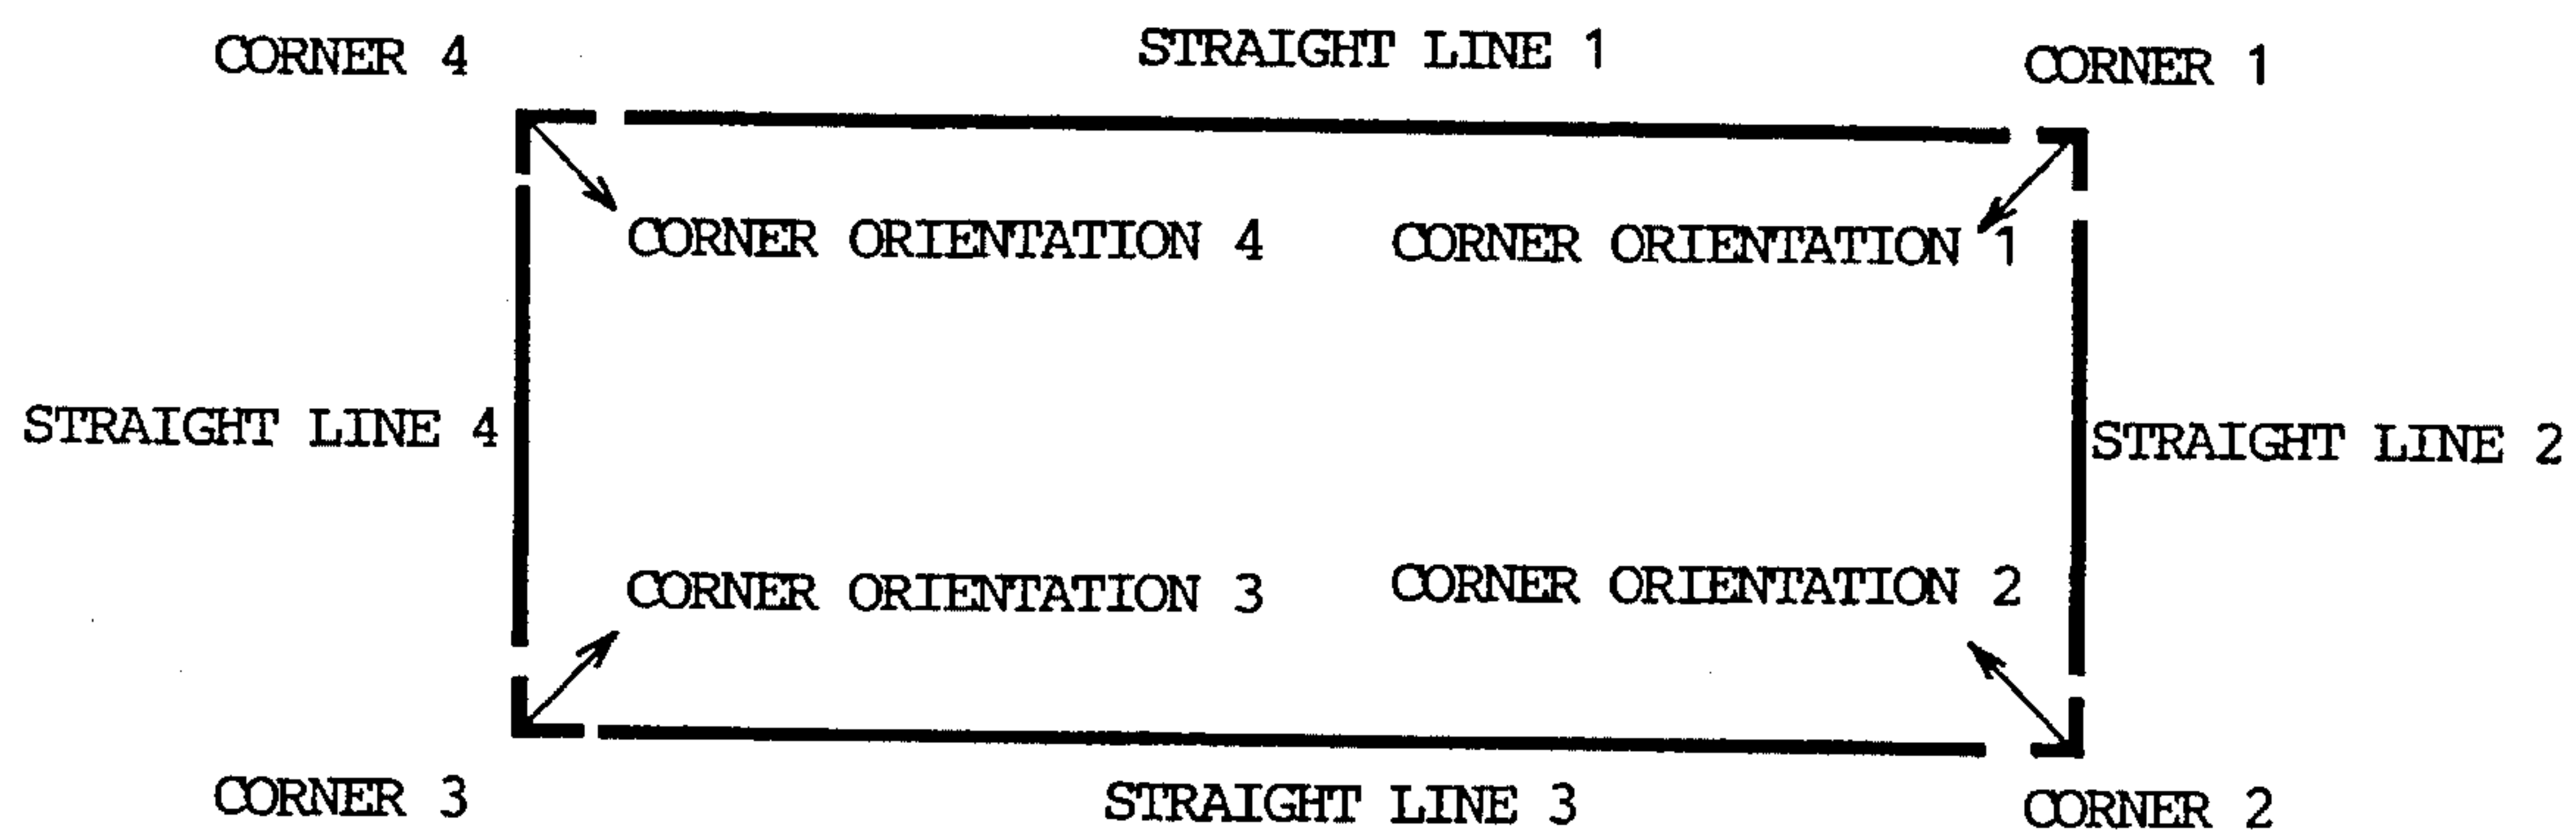 CORNER 4
STRAIGHT LINE 1
CORNER 1
CORNER ORIENTATION 4
CORNER ORIENTATION 1
STRAIGHT LINE 4
STRAIGHT LINE 2
CORNER ORIENTATION 3
CORNER ORIENTATION 2
CORNER 3
STRAIGHT LINE 3
CORNER 2